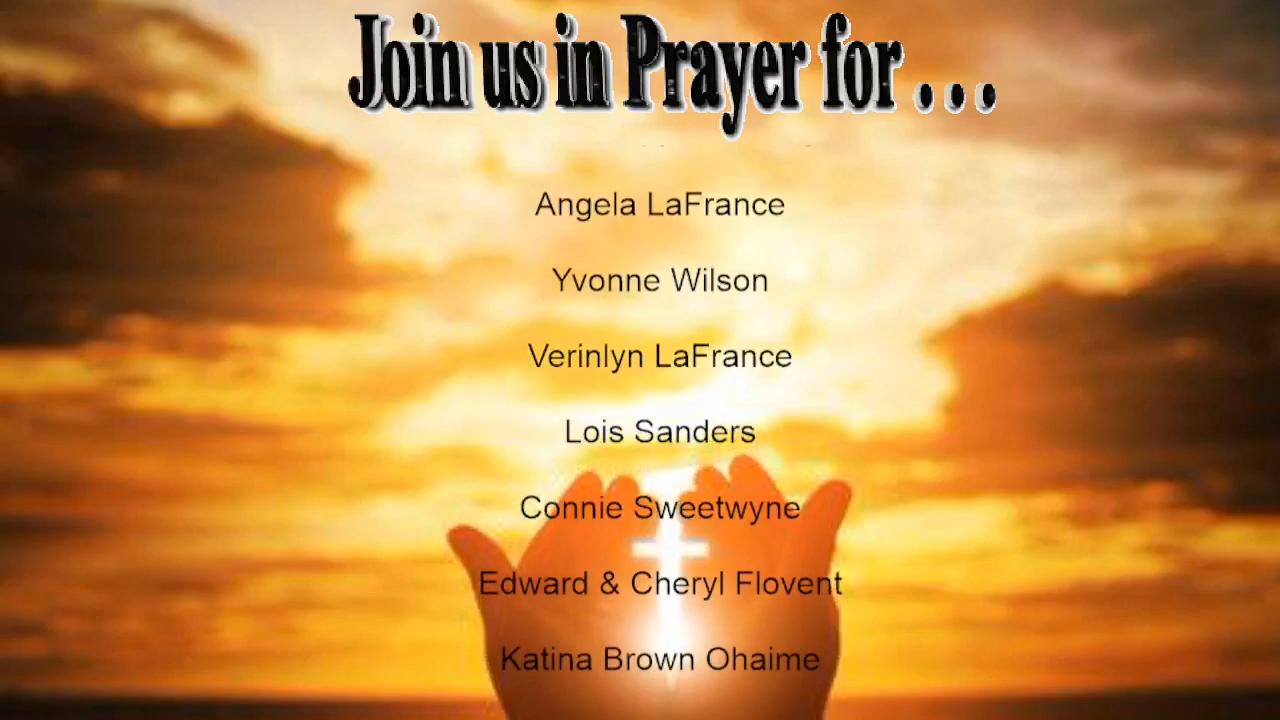 Join us in Prayer for . . .
Angela LaFrance
Yvonne Wilson
Verinlyn LaFrance
Lois Sanders
Connie Sweetwyne
Edward & Cheryl Flovent
Katina Brown Ohaime